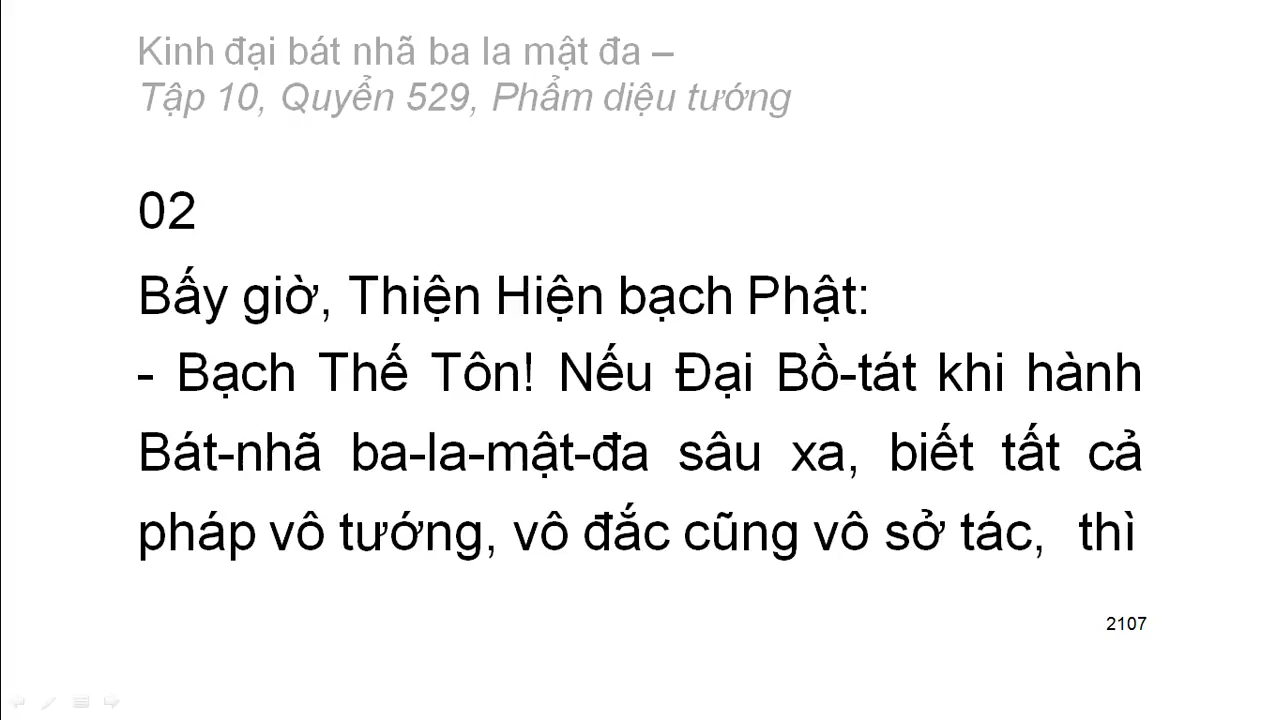 Kinh đại bát nhã ba la mật đa –
Tập 10, Quyển 529, Phẩm diệu tướng
02
Bấy giờ, Thiện Hiện bạch Phật:
- Bạch Thế Tôn! Nếu Đại Bồ-tát khi hành
Bát-nhã ba-la-mật-đa sâu xa, biết tất cả
pháp vô tướng, vô đắc cũng vô sở tác, thì
2107